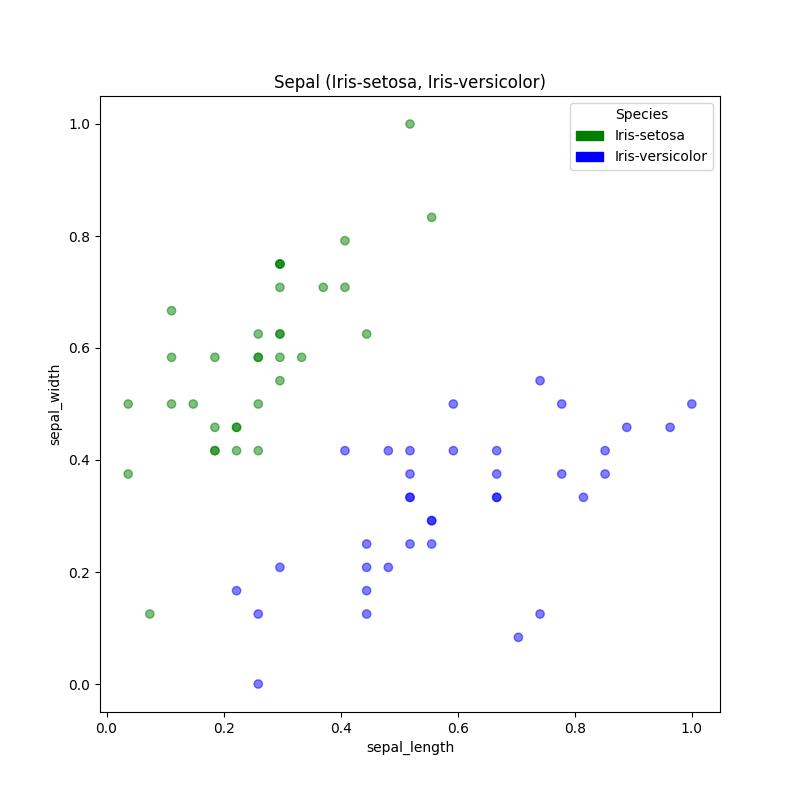 Sepal (Iris-setosa, Iris-versicolor)
Species
Iris-setosa
Iris-versicolor
sepal_width
1.0
0.8
0.6
0.4
0.2
0.0
0.0 0.2 0.4 0.6 0.8 1.0
sepal_length